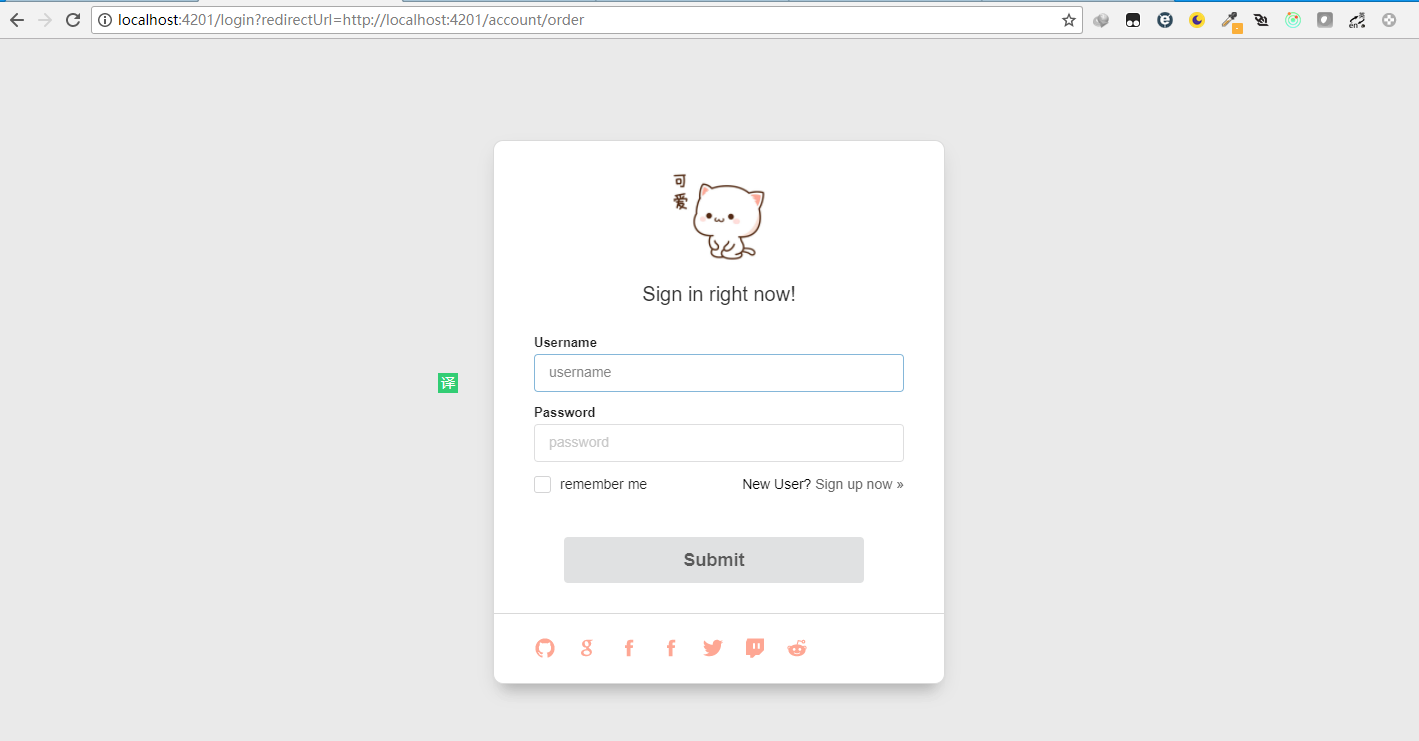 localhost:4201/login?redirectUrl=http://localhost:4201/account/order
en
可
爱
Sign in right now!
Username
username
译
Password
password
remember me
New User? Sign up now »
Submit